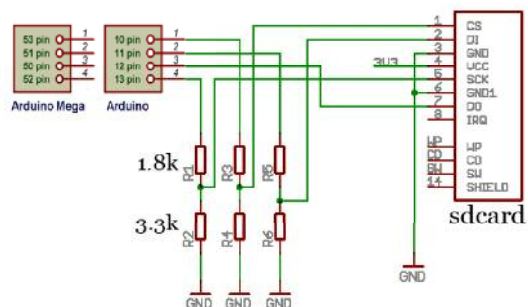 53 pin 1
51 pin 2
50 pin 3
52 pin 4
Arduino Mega
10 pin 1
11 pin 2
12 pin 3
13 pin 4
Arduino
1 CS
2 DI
3 GND
3V3 4 VCC
5 SCK
6 GND1
7 DO
8 IRQ
WP WP
CD CD
SW SW
14 SHIELD
sdcard
1.8k R1 R3 R5
3.3k R2 R4 R6
GND GND GND
GND